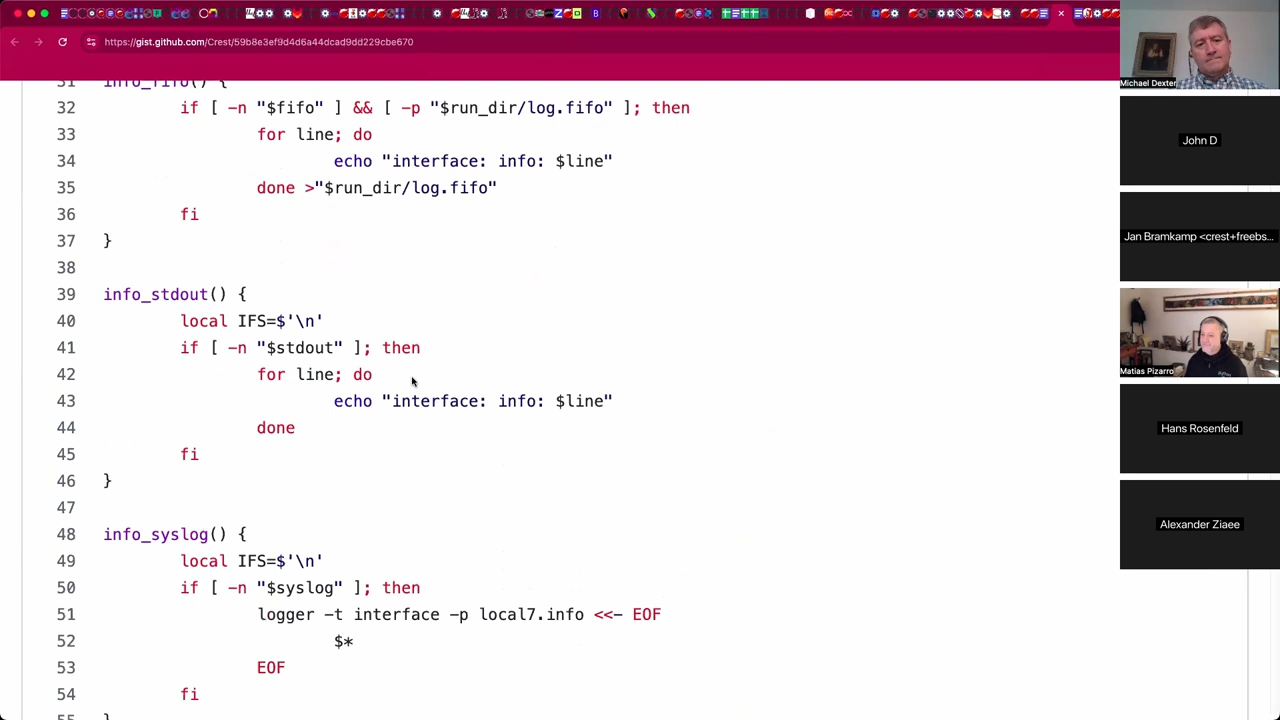 https://gist.github.com/Crest/59b8e3ef9d4d6a44dcad9dd229cbe670
31 info_fifo() {
32 if [ -n "$fifo" ] && [ -p "$run_dir/log.fifo" ]; then
33 for line; do
34 echo "interface: info: $line"
35 done >"$run_dir/log.fifo"
36 fi
37 }
38
39 info_stdout() {
40 local IFS=$'\n'
41 if [ -n "$stdout" ]; then
42 for line; do
43 echo "interface: info: $line"
44 done
45 fi
46 }
47
48 info_syslog() {
49 local IFS=$'\n'
50 if [ -n "$syslog" ]; then
51 logger -t interface -p local7.info <<- EOF
52 $*
53 EOF
54 fi
55 }
Michael Dexter
John D
Jan Bramkamp <crest+freebs...
Matias Pizarro
Hans Rosenfeld
Alexander Ziaee